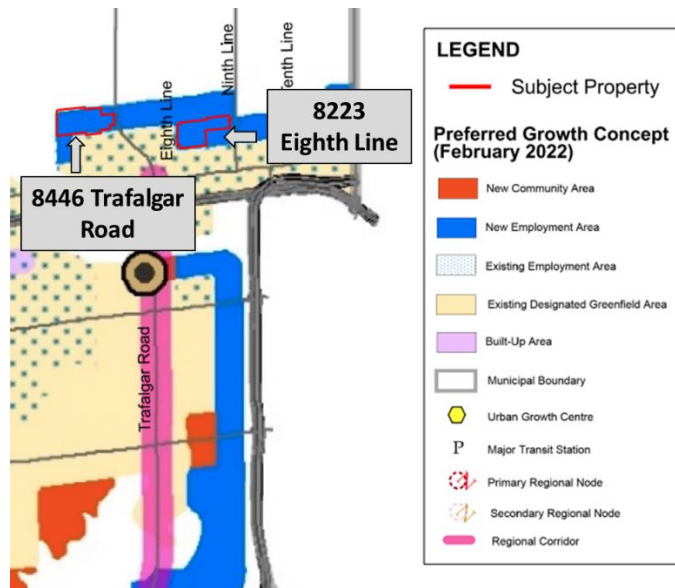 Ninth Line
Tenth Line
Eighth Line
8223
Eighth Line
8446 Trafalgar
Road
Trafalgar Road
LEGEND
Subject Property
Preferred Growth Concept
(February 2022)
New Community Area
New Employment Area
Existing Employment Area
Existing Designated Greenfield Area
Built-Up Area
Municipal Boundary
Urban Growth Centre
P Major Transit Station
Primary Regional Node
Secondary Regional Node
Regional Corridor